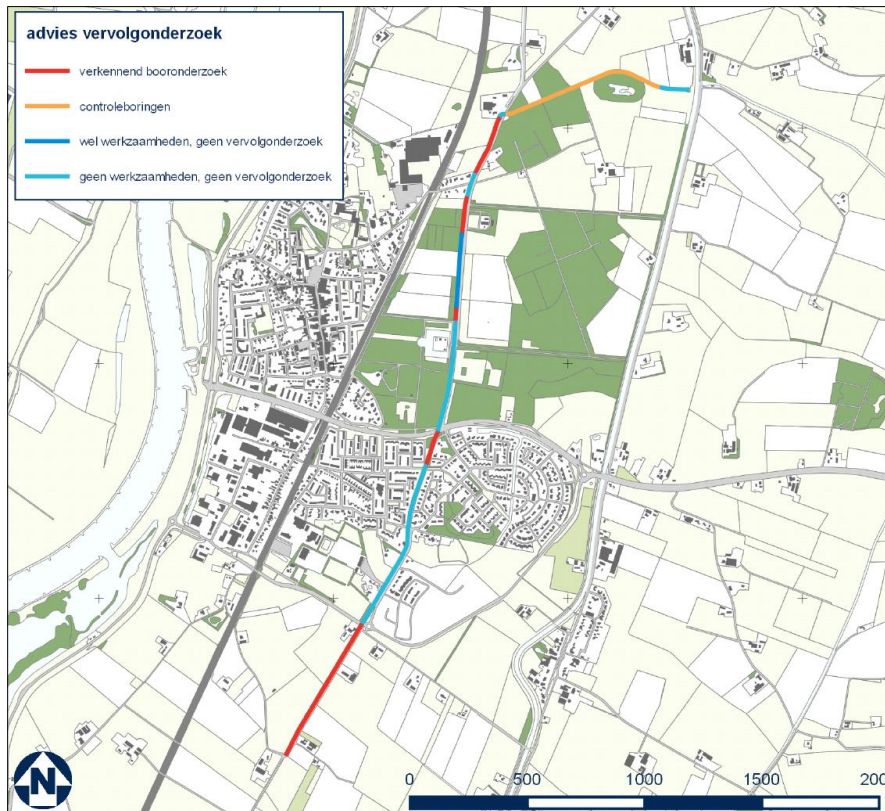 advies vervolgonderzoek
verkennend booronderzoek
controleboringen
wel werkzaamheden, geen vervolgonderzoek
geen werkzaamheden, geen vervolgonderzoek
N
0 500 1000 1500 200